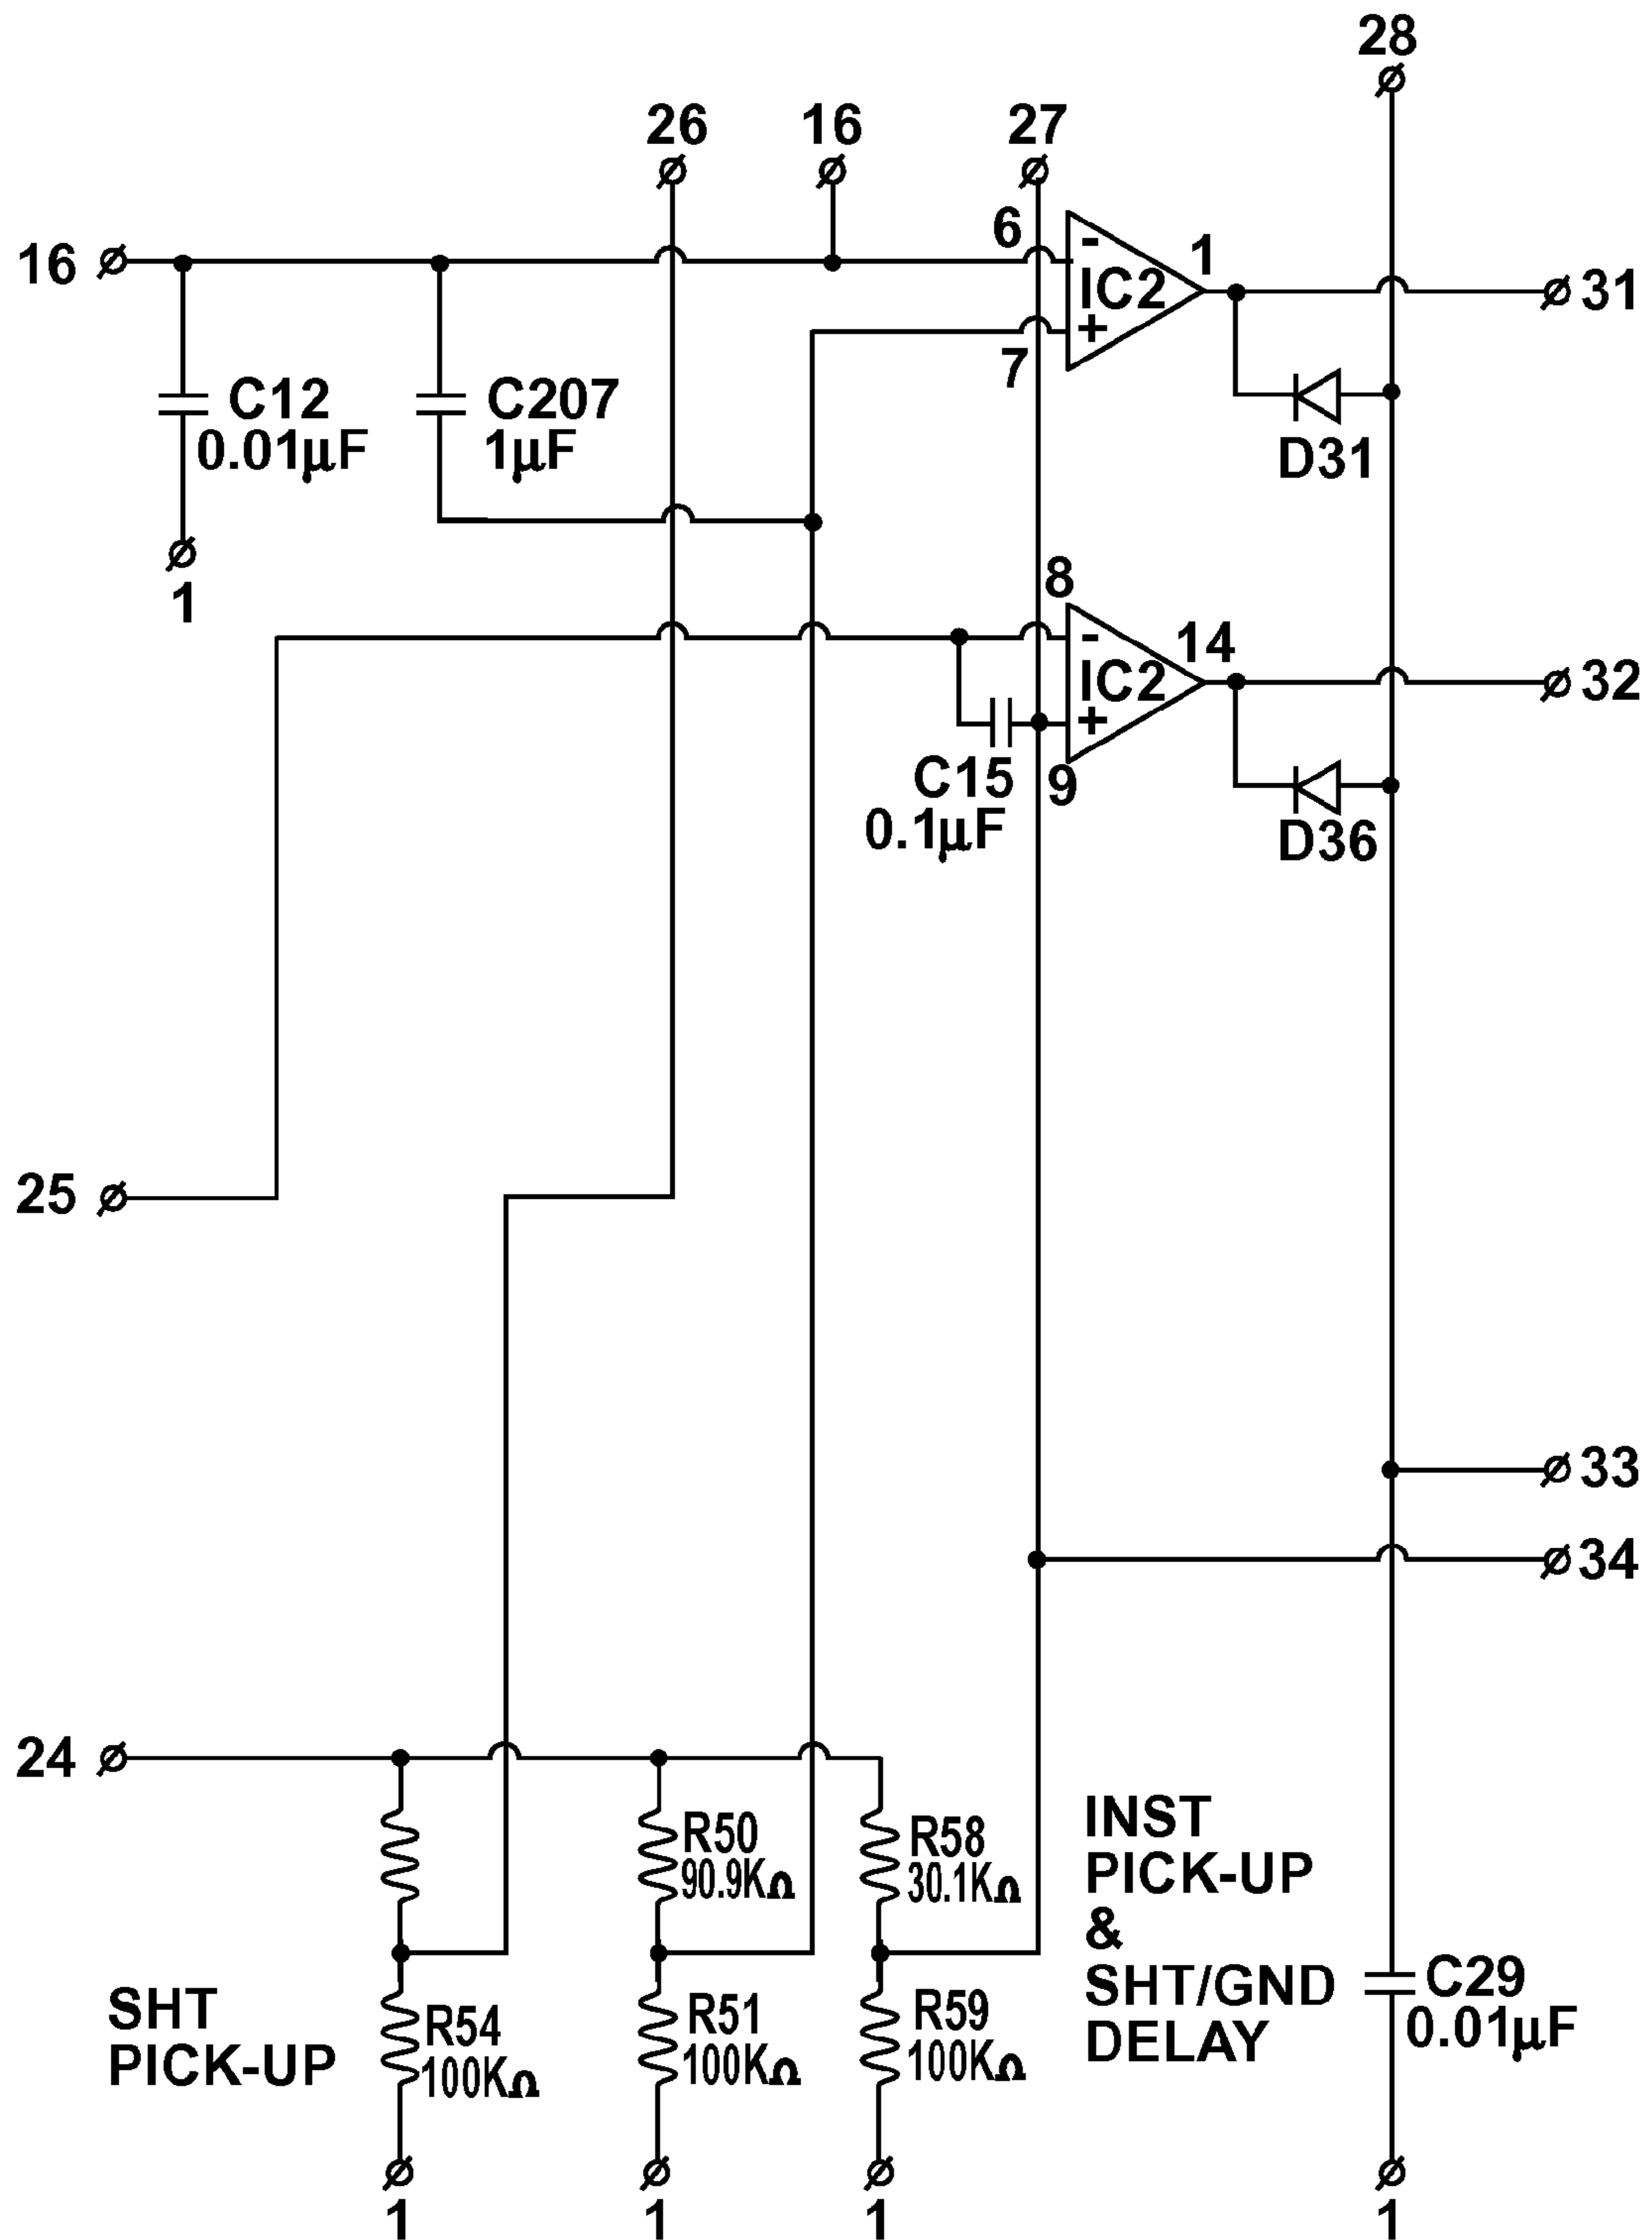 28
26
16
27
16
6
-
IC2
+
7
1
31
C12
0.01µF
C207
1µF
D31
1
8
-
IC2
+
9
14
32
C15
0.1µF
D36
25
33
34
24
R50
90.9KΩ
R58
30.1KΩ
INST
PICK-UP
&
SHT/GND
DELAY
SHT
PICK-UP
R54
100KΩ
R51
100KΩ
R59
100KΩ
C29
0.01µF
1
1
1
1